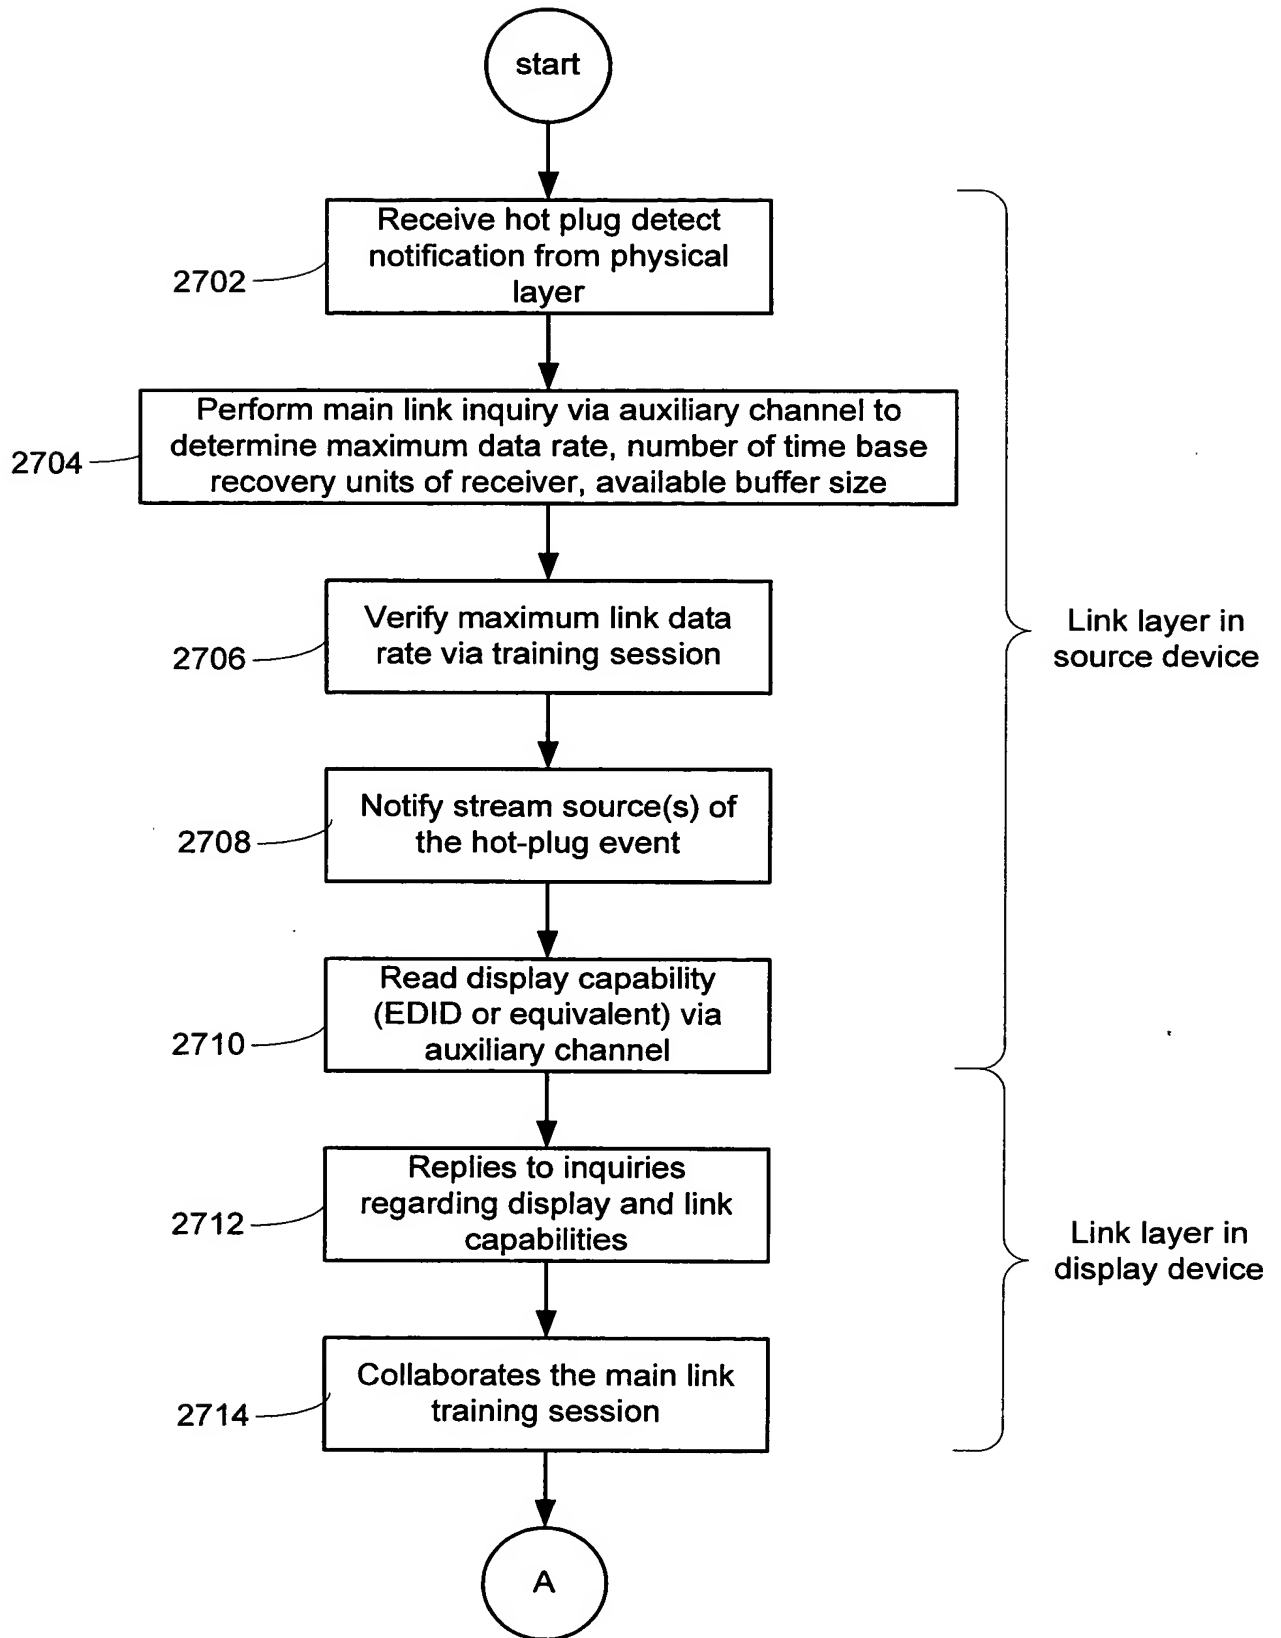 start
Receive hot plug detect
notification from physical
layer
2702
Perform main link inquiry via auxiliary channel to
determine maximum data rate, number of time base
recovery units of receiver, available buffer size
2704
Verify maximum link data
rate via training session
2706
Link layer in
source device
Notify stream source(s) of
the hot-plug event
2708
Read display capability
(EDID or equivalent) via
auxiliary channel
2710
Replies to inquiries
regarding display and link
capabilities
2712
Link layer in
display device
Collaborates the main link
training session
2714
A